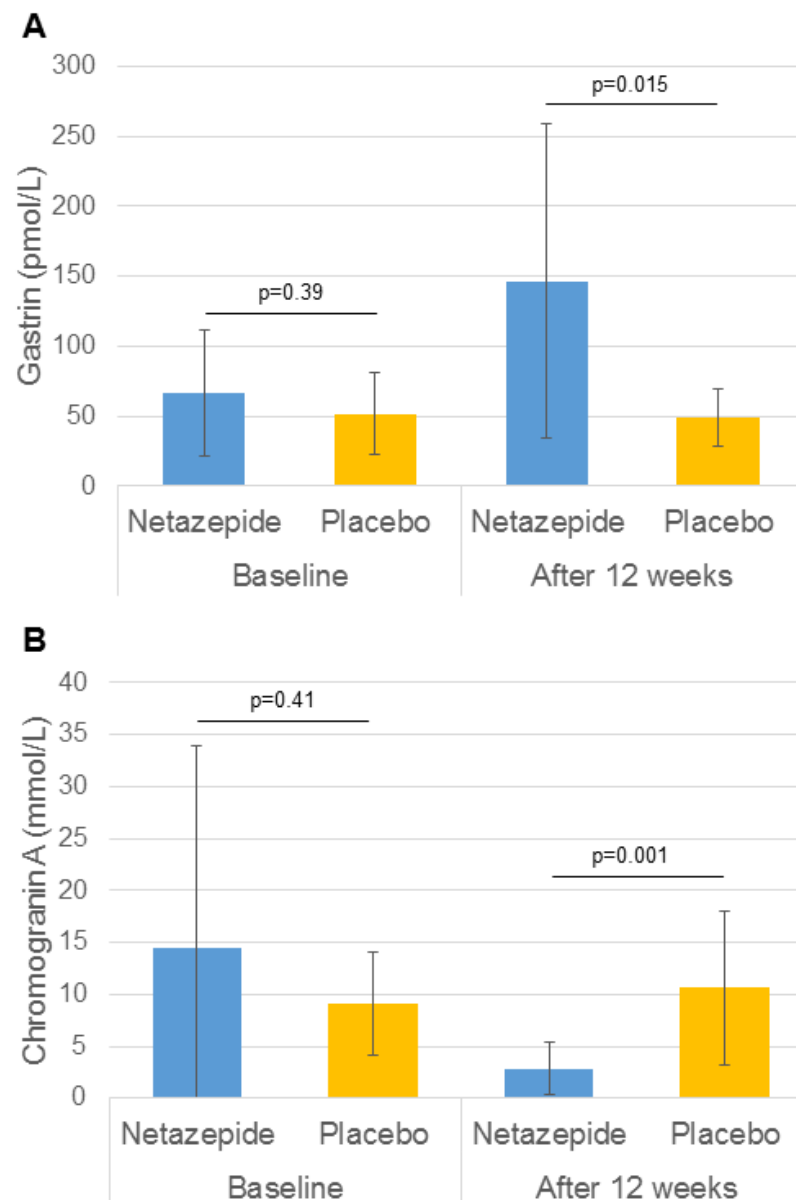 A
300
p=0.015
250
200
150
p=0.39
100
50
0
Gastrin (pmol/L)
Netazepide Placebo Netazepide Placebo
Baseline After 12 weeks
B
40
p=0.41
35
30
25
p=0.001
20
15
10
5
0
Chromogranin A (mmol/L)
Netazepide Placebo Netazepide Placebo
Baseline After 12 weeks